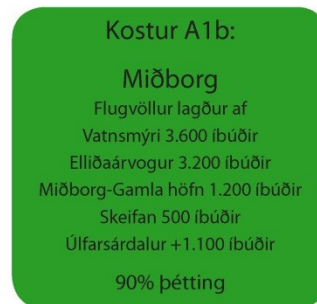 Kostur A1b:
Miðborg
Flugvöllur lagður af
Vatnsmýri 3.600 íbúðir
Elliðaárvogur 3.200 íbúðir
Miðborg-Gamla höfn 1.200 íbúðir
Skeifan 500 íbúðir
Úlfarsárdalur +1.100 íbúðir
90% þétting